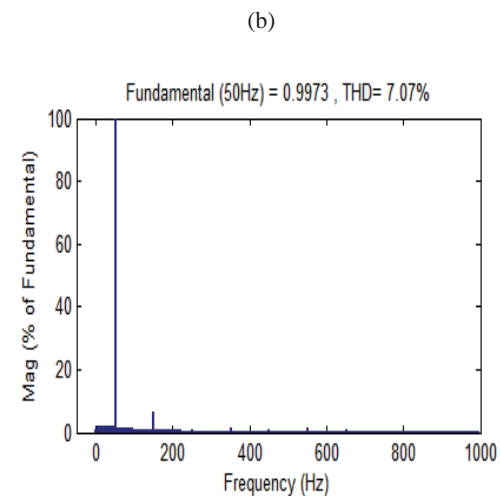 (b)
Fundamental (50Hz) = 0.9973 , THD= 7.07%
Mag (% of Fundamental)
100
80
60
40
20
0
0 200 400 600 800 1000
Frequency (Hz)